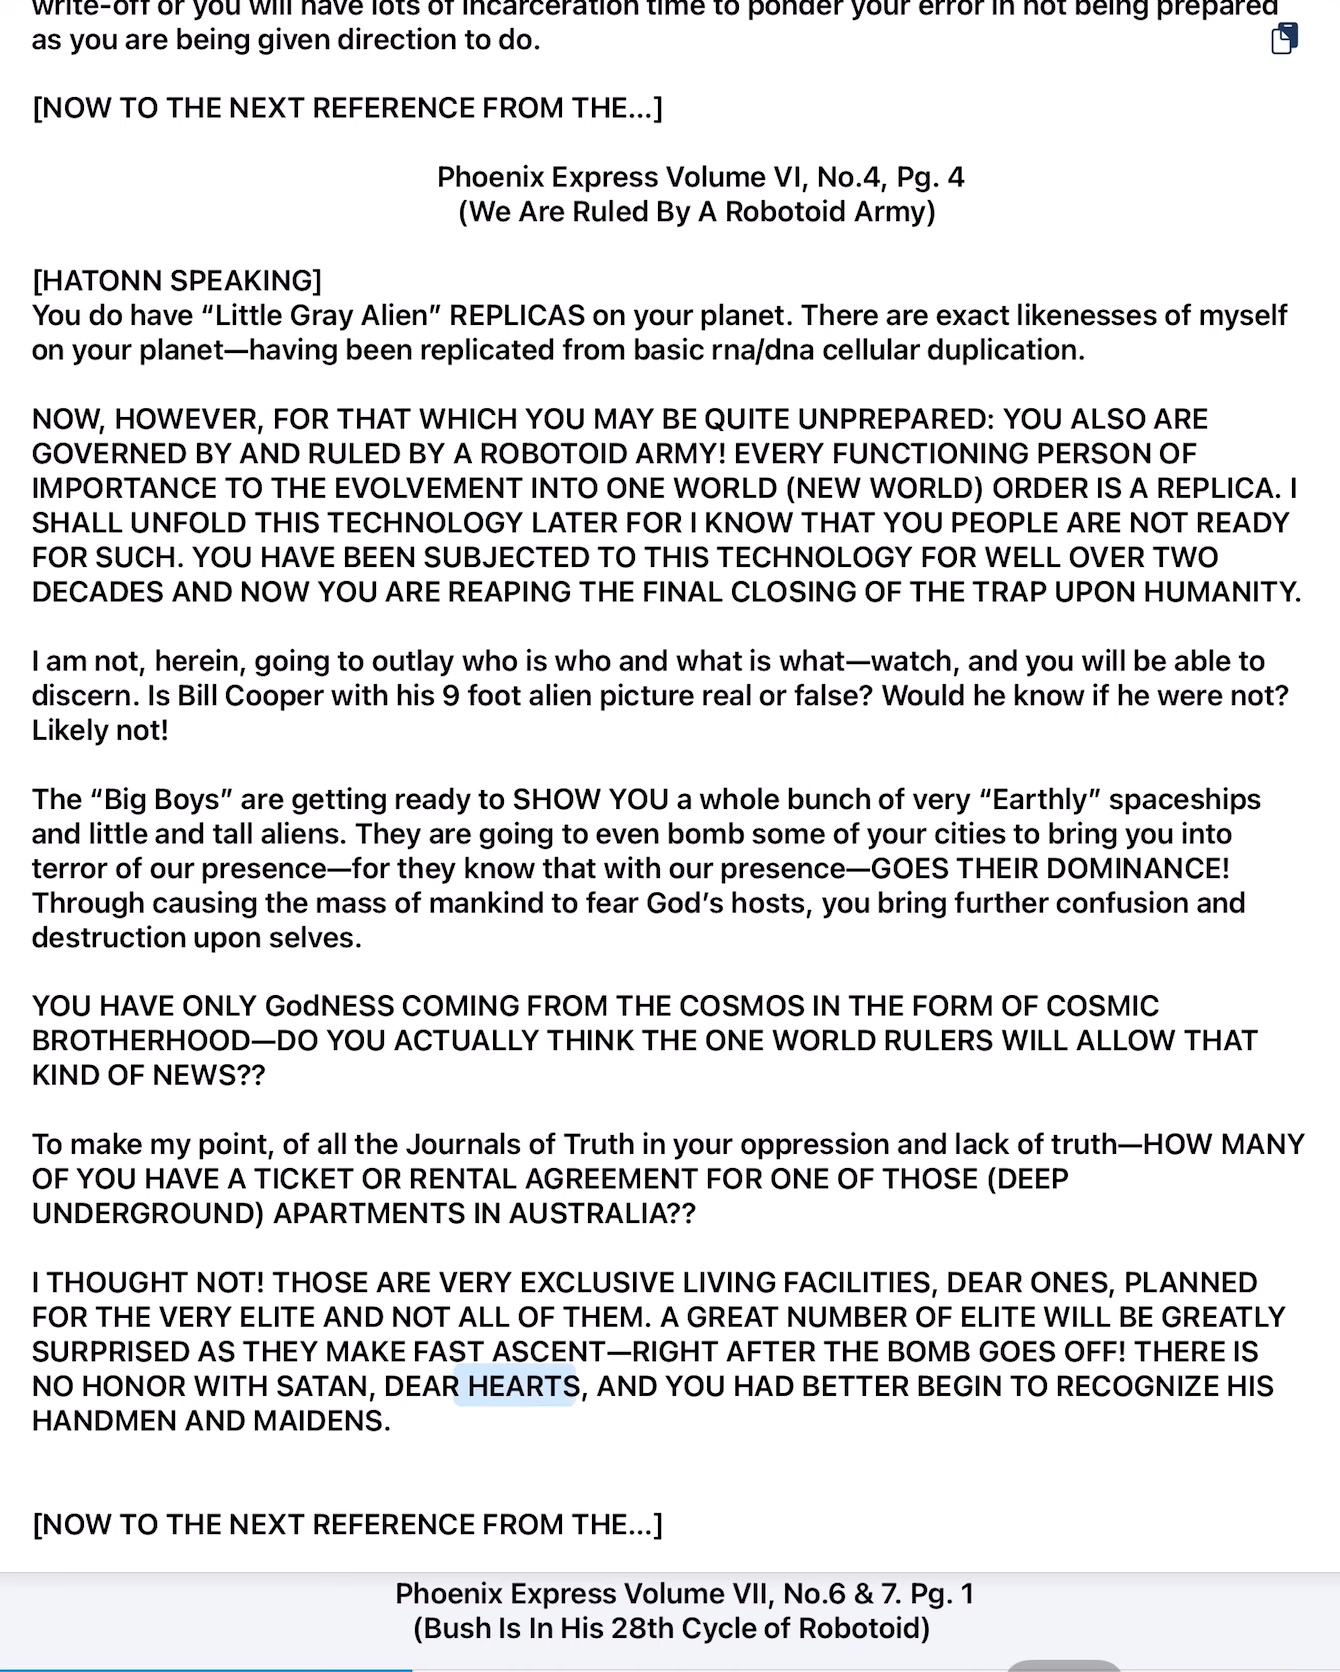 write-off or you will have lots of incarceration time to ponder your error in not being prepared
as you are being given direction to do.
[NOW TO THE NEXT REFERENCE FROM THE...]
Phoenix Express Volume VI, No.4, Pg. 4
(We Are Ruled By A Robotoid Army)
[HATONN SPEAKING]
You do have “Little Gray Alien” REPLICAS on your planet. There are exact likenesses of myself
on your planet—having been replicated from basic rna/dna cellular duplication.
NOW, HOWEVER, FOR THAT WHICH YOU MAY BE QUITE UNPREPARED: YOU ALSO ARE
GOVERNED BY AND RULED BY A ROBOTOID ARMY! EVERY FUNCTIONING PERSON OF
IMPORTANCE TO THE EVOLVEMENT INTO ONE WORLD (NEW WORLD) ORDER IS A REPLICA. I
SHALL UNFOLD THIS TECHNOLOGY LATER FOR I KNOW THAT YOU PEOPLE ARE NOT READY
FOR SUCH. YOU HAVE BEEN SUBJECTED TO THIS TECHNOLOGY FOR WELL OVER TWO
DECADES AND NOW YOU ARE REAPING THE FINAL CLOSING OF THE TRAP UPON HUMANITY.
I am not, herein, going to outlay who is who and what is what—watch, and you will be able to
discern. Is Bill Cooper with his 9 foot alien picture real or false? Would he know if he were not?
Likely not!
The “Big Boys” are getting ready to SHOW YOU a whole bunch of very “Earthly” spaceships
and little and tall aliens. They are going to even bomb some of your cities to bring you into
terror of our presence—for they know that with our presence—GOES THEIR DOMINANCE!
Through causing the mass of mankind to fear God’s hosts, you bring further confusion and
destruction upon selves.
YOU HAVE ONLY GodNESS COMING FROM THE COSMOS IN THE FORM OF COSMIC
BROTHERHOOD—DO YOU ACTUALLY THINK THE ONE WORLD RULERS WILL ALLOW THAT
KIND OF NEWS??
To make my point, of all the Journals of Truth in your oppression and lack of truth—HOW MANY
OF YOU HAVE A TICKET OR RENTAL AGREEMENT FOR ONE OF THOSE (DEEP
UNDERGROUND) APARTMENTS IN AUSTRALIA??
I THOUGHT NOT! THOSE ARE VERY EXCLUSIVE LIVING FACILITIES, DEAR ONES, PLANNED
FOR THE VERY ELITE AND NOT ALL OF THEM. A GREAT NUMBER OF ELITE WILL BE GREATLY
SURPRISED AS THEY MAKE FAST ASCENT—RIGHT AFTER THE BOMB GOES OFF! THERE IS
NO HONOR WITH SATAN, DEAR HEARTS, AND YOU HAD BETTER BEGIN TO RECOGNIZE HIS
HANDMEN AND MAIDENS.
[NOW TO THE NEXT REFERENCE FROM THE...]
Phoenix Express Volume VII, No.6 & 7. Pg. 1
(Bush Is In His 28th Cycle of Robotoid)